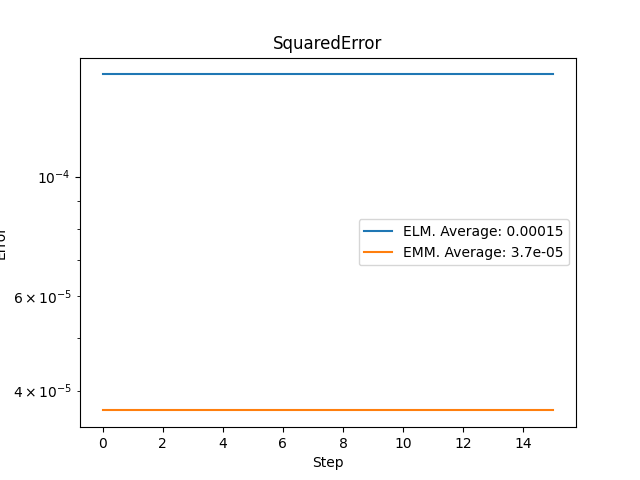 SquaredError
Error
10⁻⁴
6 × 10⁻⁵
4 × 10⁻⁵
ELM. Average: 0.00015
EMM. Average: 3.7e-05
0 2 4 6 8 10 12 14
Step